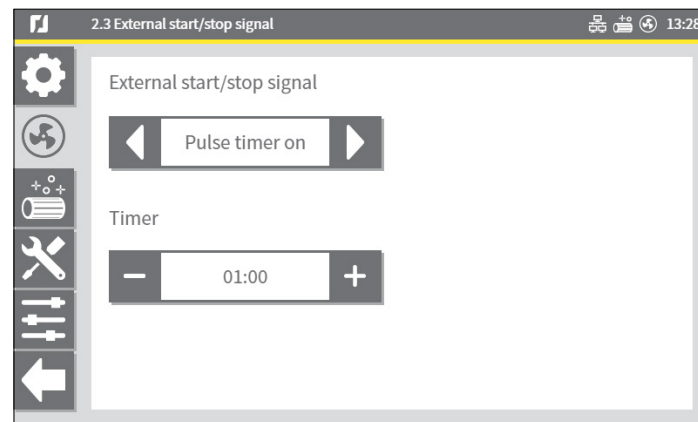 2.3 External start/stop signal 13:28
External start/stop signal
Pulse timer on
Timer
01:00